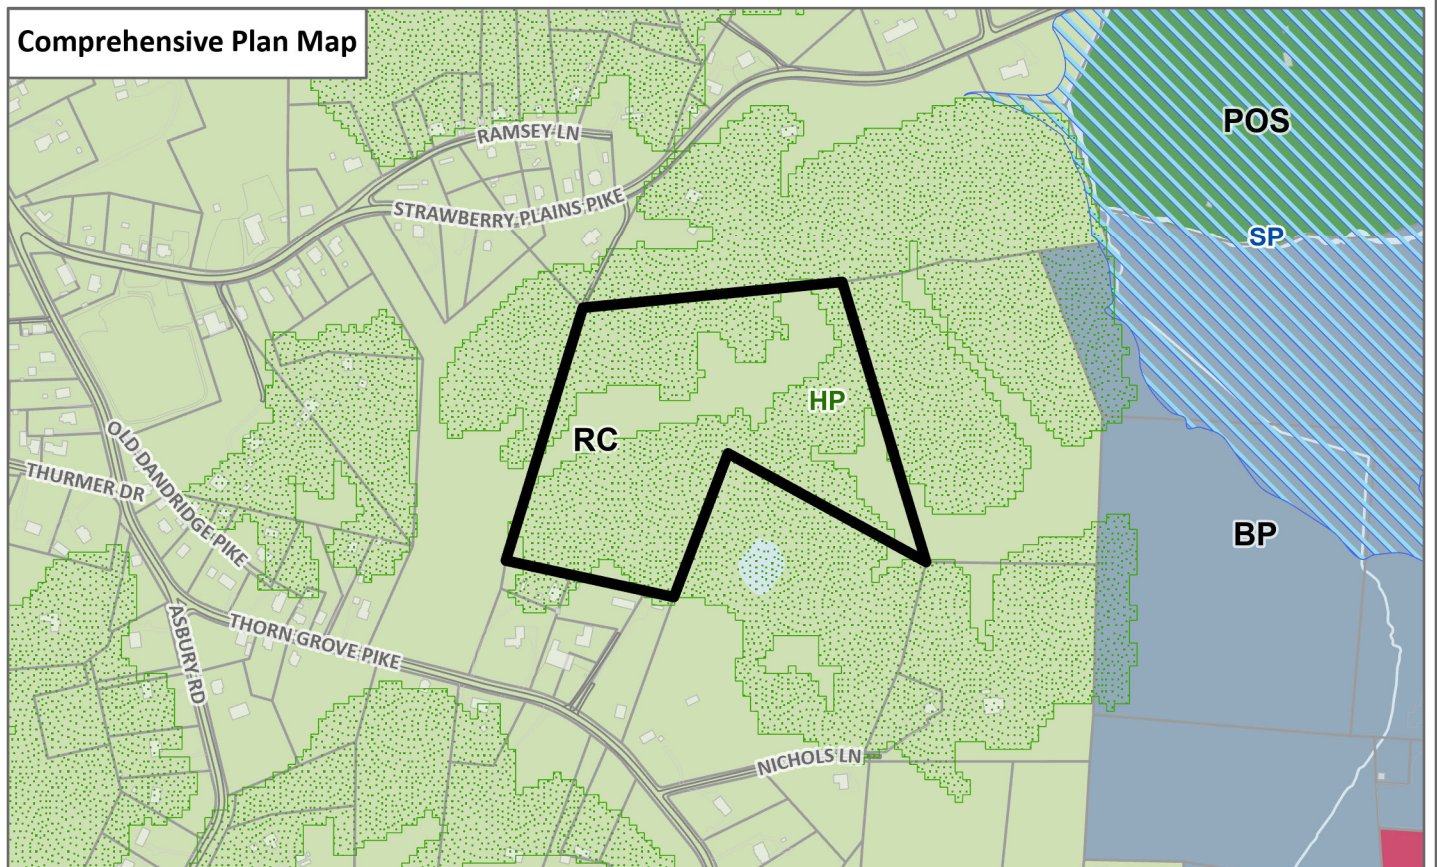 Comprehensive Plan Map
POS
RAMSEY LN
STRAWBERRY PLAINS PIKE
SP
HP
RC
OLD DANDRIDGE PIKE
THURMER DR
BP
ASBURY RD
THORN GROVE PIKE
NICHOLS LN